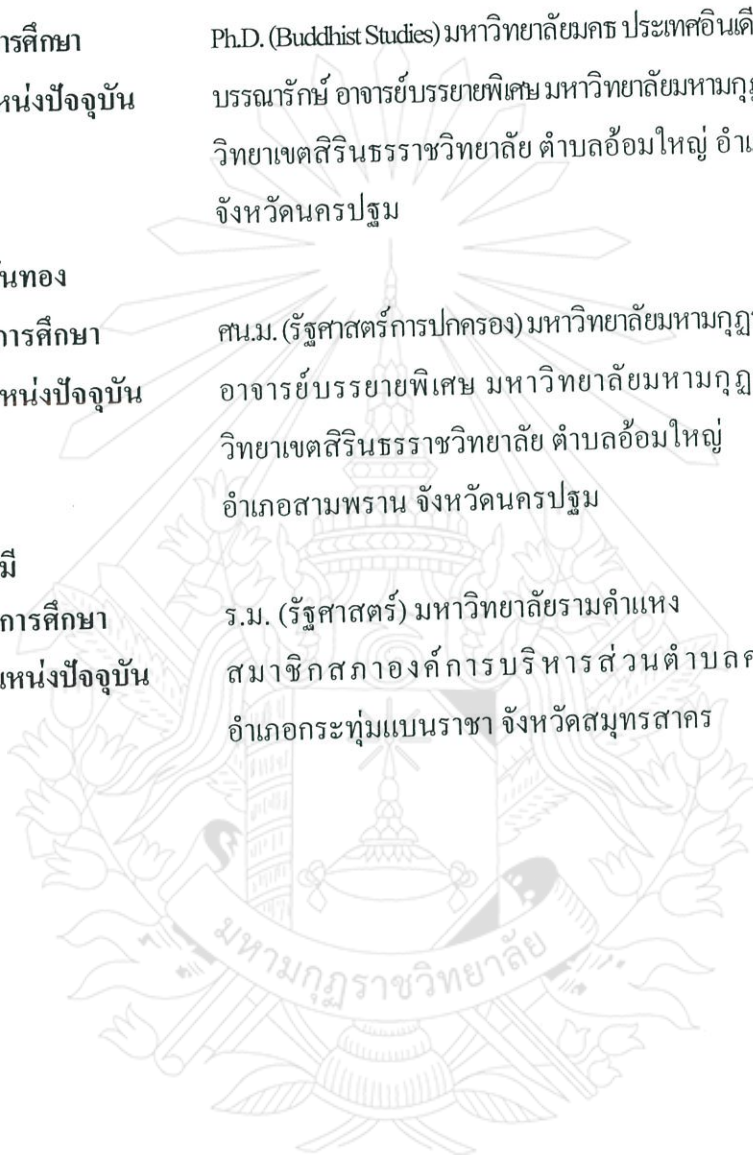 การศึกษา Ph.D. (Buddhist Studies) มหาวิทยาลัยมคธ ประเทศอินเดี
หน่งปัจจุบัน บรรณารักษ์ อาจารย์บรรยายพิเศษ มหาวิทยาลัยมหามกุฏ
วิทยาเขตสิรินธรราชวิทยาลัย ตำบลอ้อมใหญ่ อำเ
จังหวัดนครปฐม
นทอง
การศึกษา ศน.ม. (รัฐศาสตร์การปกครอง) มหาวิทยาลัยมหามกุฏ
หน่งปัจจุบัน อาจารย์บรรยายพิเศษ มหาวิทยาลัยมหามกุฏ
วิทยาเขตสิรินธรราชวิทยาลัย ตำบลอ้อมใหญ่
อำเภอสามพราน จังหวัดนครปฐม
มี
การศึกษา ร.ม. (รัฐศาสตร์) มหาวิทยาลัยรามคำแหง
แหน่งปัจจุบัน สมาชิกสภาองค์การบริหารส่วนตำบลค
อำเภอกระทุ่มแบนราชา จังหวัดสมุทรสาคร
มหามกุฏราชวิทยาลัย